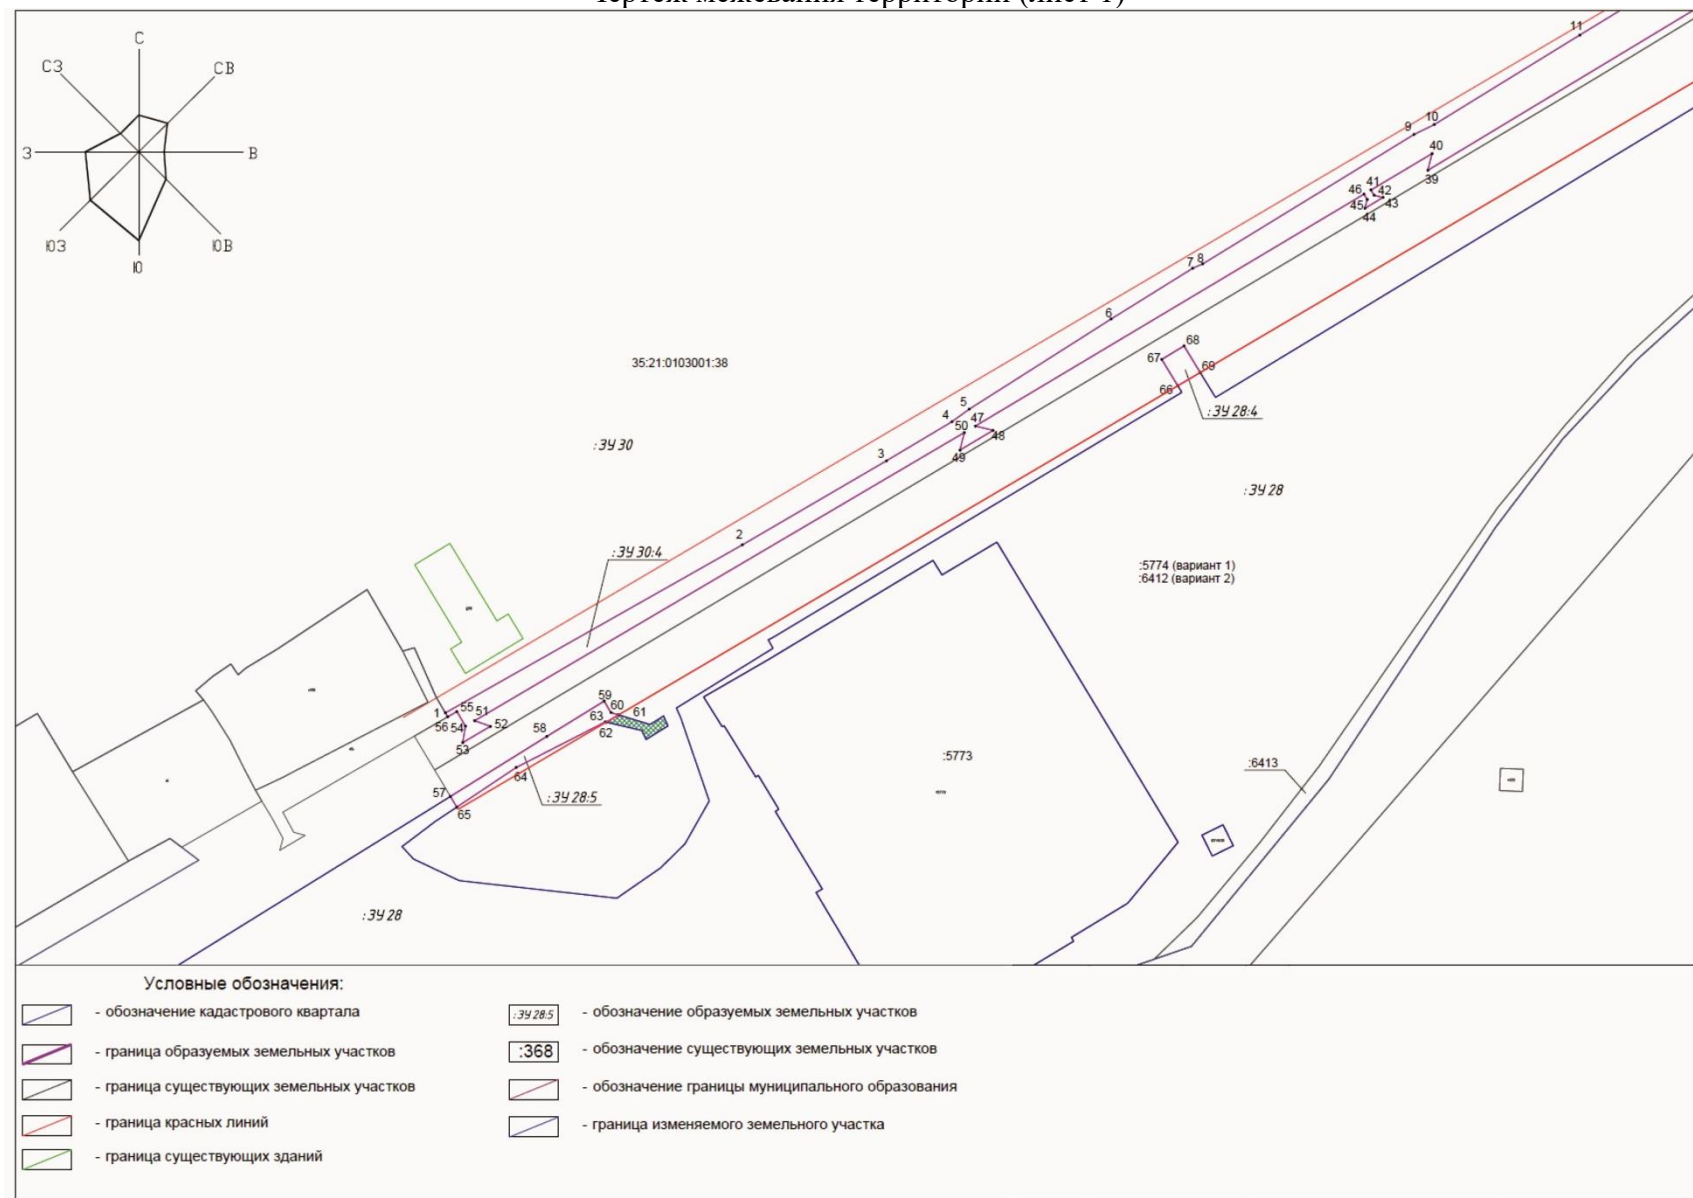 Чертеж межевания территории (лист 1)
С
СЗ
СВ
З
В
ЮЗ
ЮВ
Ю
11
10
9
40
39
41
46
42
45
43
44
8
7
6
68
67
69
66
35:21:0103001:38
:ЗУ 28:4
5
4
47
50
48
49
3
:ЗУ 30
:ЗУ 28
2
:ЗУ 30:4
:5774 (вариант 1)
:6412 (вариант 2)
59
60
61
63
62
1
55
51
56
54
52
53
58
:5773
:6413
64
57
:ЗУ 28:5
65
:ЗУ 28
Условные обозначения:
- обозначение кадастрового квартала
- граница образуемых земельных участков
- граница существующих земельных участков
- граница красных линий
- граница существующих зданий
:ЗУ 28:5 - обозначение образуемых земельных участков
:368 - обозначение существующих земельных участков
- обозначение границы муниципального образования
- граница изменяемого земельного участка